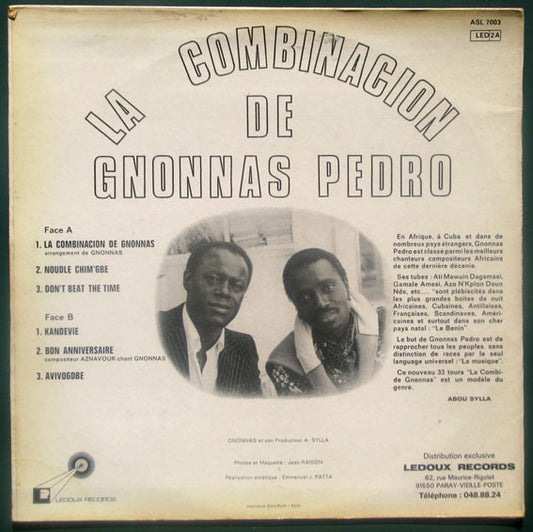 ASL 7003
LED 2A
LA COMBINACION
DE
GNONNAS PEDRO
Face A
1. LA COMBINACION DE GNONNAS
arrangement de GNONNAS
2. NOUDLE CHIM'GBE
3. DON'T BEAT THE TIME
Face B
1. KANDEVIE
2. BON ANNIVERSAIRE
compositeur AZNAVOUR-chant GNONNAS
3. AVIVOGDBE
En Afrique, à Cuba et dans de
nombreux pays étrangers, Gnonnas
Pedro est classé parmi les meilleurs
chanteurs compositeurs Africains
de cette dernière décenie.
Ses tubes : Ati Mawuin Dagamasi,
Gamale Amesi, Azo N'Kplon Doun
Nde, etc.... "sont plébiscités dans
les plus grandes boites de nuit
Africaines, Cubaines, Antillaises,
Françaises, Scandinaves, Améri-
caines et surtout dans son cher
pays natal : "Le Benin"
Le but de Gnonnas Pedro est de
rapprocher tous les peuples, sans
distinction de races par le seul
language universel : "La musique".
Ce nouveau 33 tours "La Combi-
de Gnonnas" est un modèle du
genre.
ABOU SYLLA
GNONNAS et son Producteur A. SYLLA
Photos et Maquette : Jean RAISON
Réalisation artistique : Emmanuel J. PATTA
LEDOUX RECORDS
Distribution exclusive
LEDOUX RECORDS
62, rue Marquis-Rigolet
91550 PARAY-VIEILLE-POSTE
Téléphone : 048.88.24